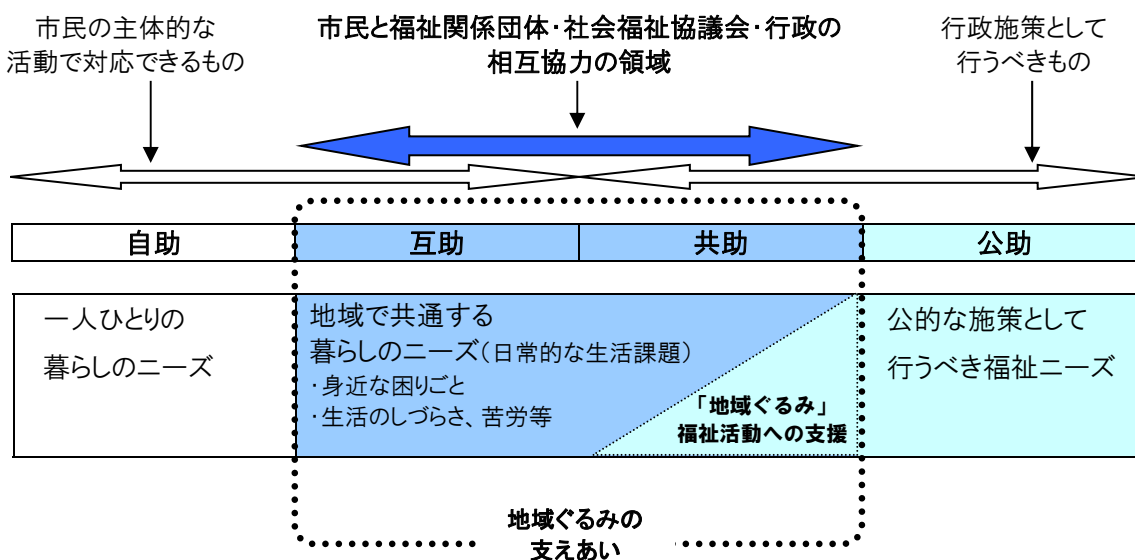 市民の主体的な
活動で対応できるもの
市民と福祉関係団体・社会福祉協議会・行政の
相互協力の領域
行政施策として
行うべきもの
自助
互助
共助
公助
一人ひとりの
暮らしのニーズ
地域で共通する
暮らしのニーズ(日常的な生活課題)
・身近な困りごと
・生活のしづらさ、苦労等
「地域ぐるみ」
福祉活動への支援
公的な施策として
行うべき福祉ニーズ
地域ぐるみの
支えあい